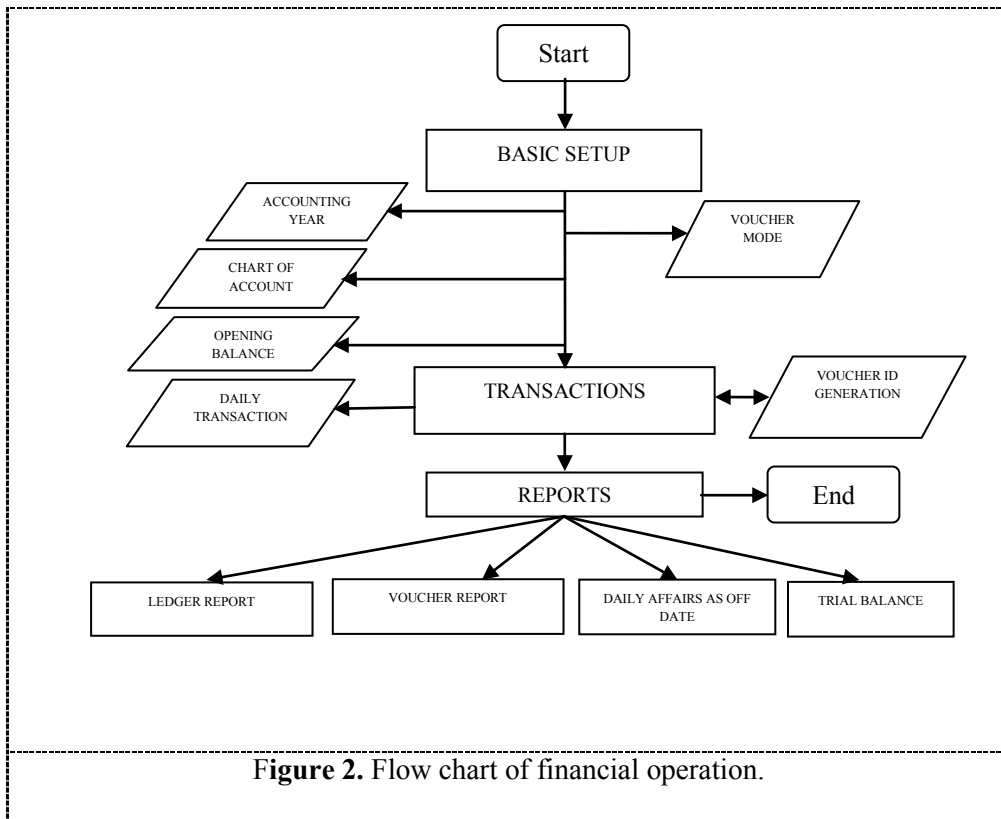 Start
BASIC SETUP
ACCOUNTING
YEAR
VOUCHER
MODE
CHART OF
ACCOUNT
OPENING
BALANCE
TRANSACTIONS
VOUCHER ID
GENERATION
DAILY
TRANSACTION
REPORTS
End
LEDGER REPORT
VOUCHER REPORT
DAILY AFFAIRS AS OFF
DATE
TRIAL BALANCE
Figure 2. Flow chart of financial operation.